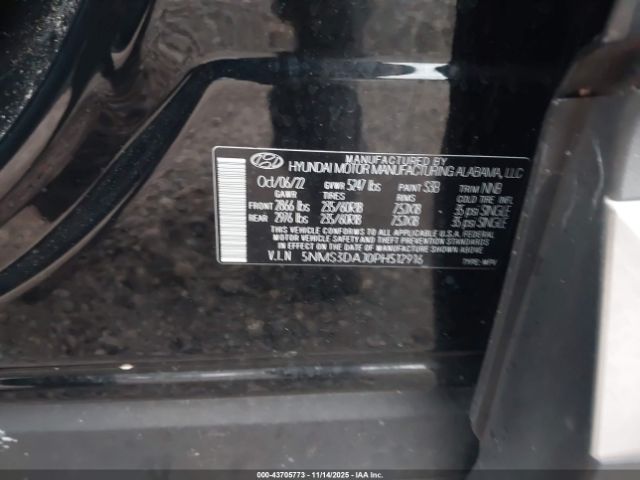 MANUFACTURED BY
HYUNDAI MOTOR MANUFACTURING ALABAMA, LLC
Oct/06/22 GVWR 5247 lbs PAINT S3B TRIM NNB
GAWR TIRES RIMS COLD TIRE INFL
FRONT 2866 lbs 235/60R18 7.5JX18 35 psi SINGLE
REAR 2976 lbs 235/60R18 7.5JX18 35 psi SINGLE
THIS VEHICLE CONFORMS TO ALL APPLICABLE U.S.
MOTOR VEHICLE SAFETY AND THEFT PREVENTION STANDARDS
IN EFFECT ON THE DATE OF MANUFACTURE SHOWN ABOVE
V.I.N 5NMS3DAJ0PH512916 TYPE:MPV
000-43705773 - 11/14/2025 - IAAI.COM